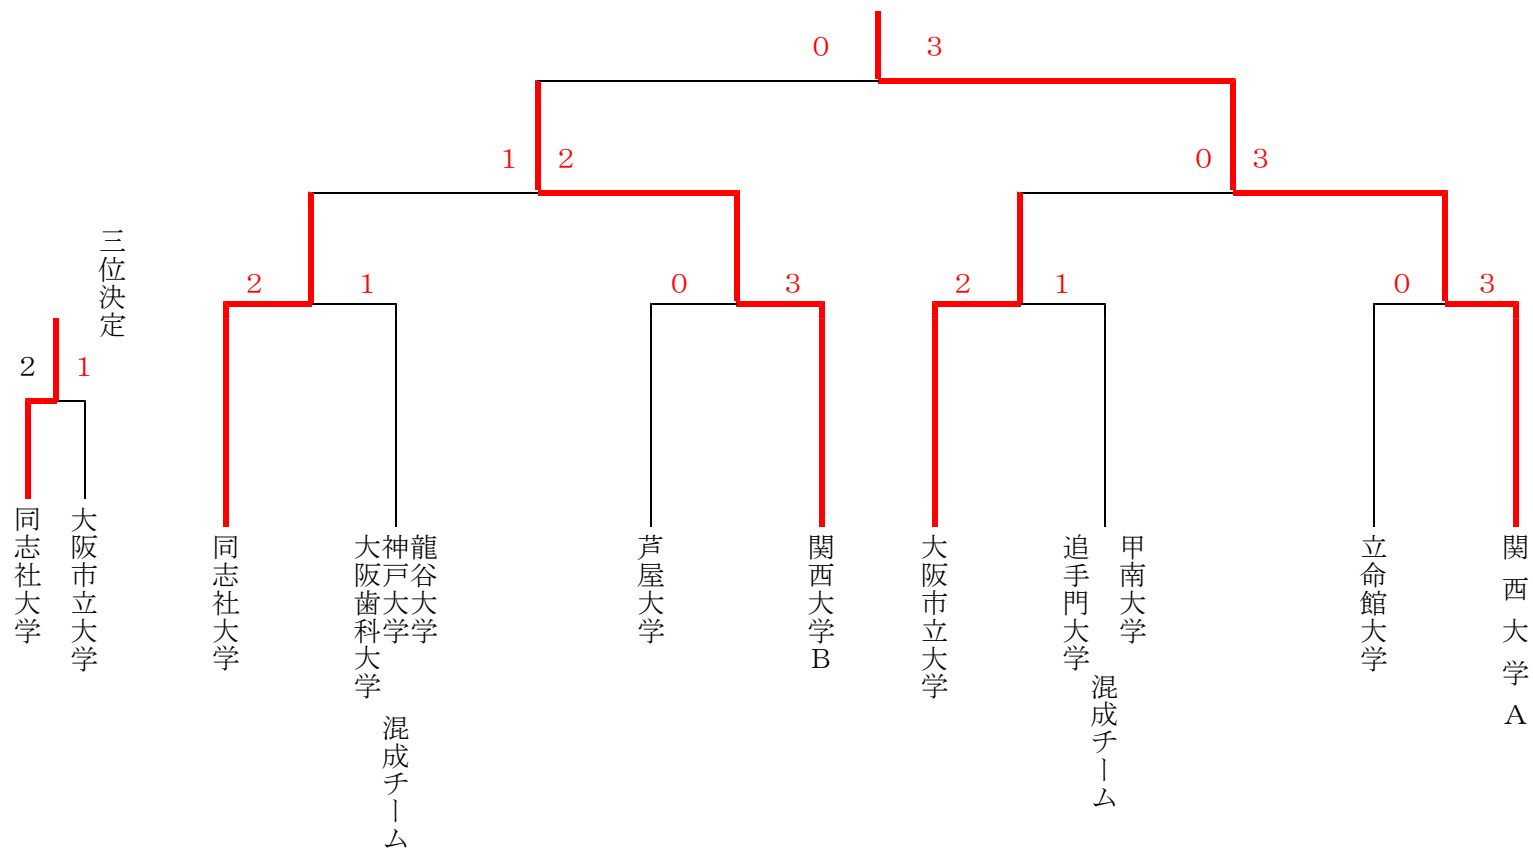 ０ ３
１ ２
０ ３
三位決定
２ １
０ ３
２ １
０ ３
２ １
同志社大学
大阪市立大学
同志社大学
龍谷大学
神戸大学
大阪歯科大学
混成チーム
芦屋大学
関西大学Ｂ
大阪市立大学
甲南大学
追手門大学
混成チーム
立命館大学
関西大学Ａ